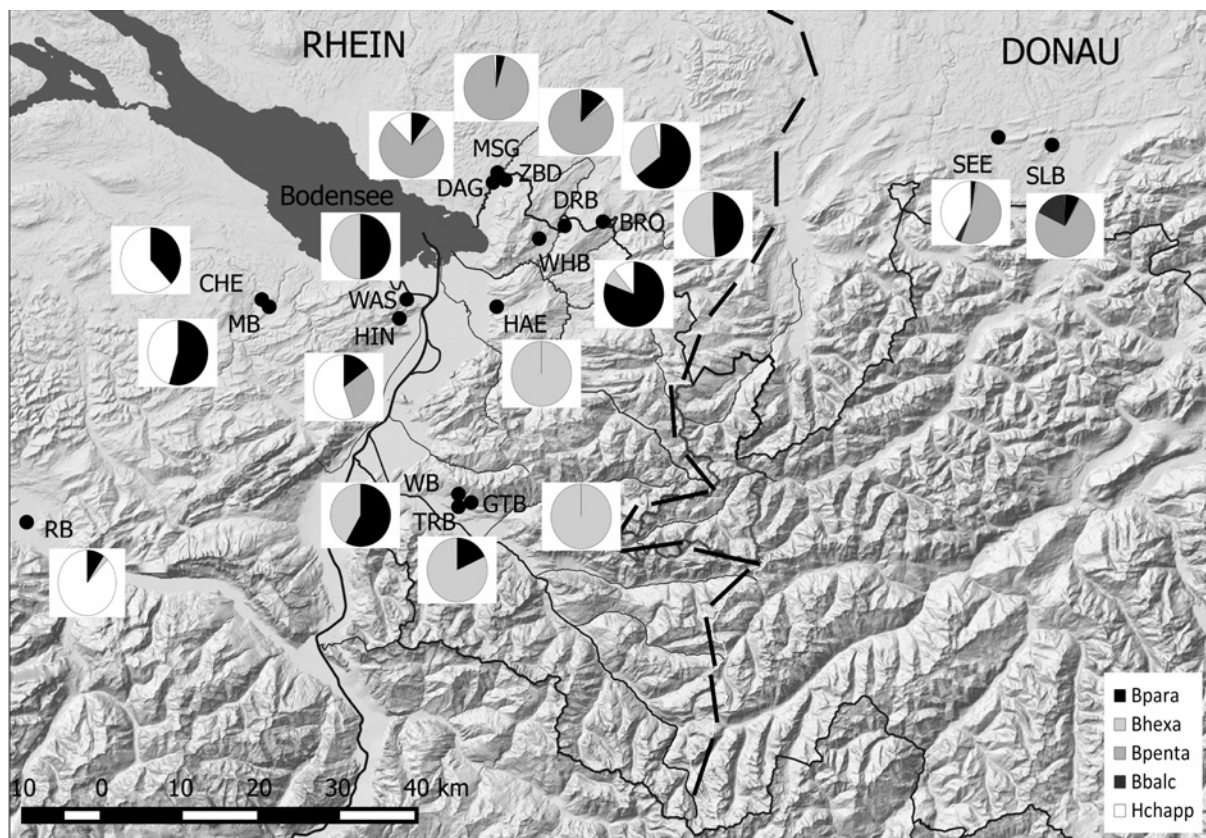 RHEIN
DONAU
MSG
ZBD
SEE
SLB
DAG
DRB
Bodensee
BRO
WHB
CHE
WAS
MB
HAE
HIN
WB
GTB
TRB
RB
Bpara
Bhexa
Bpenta
Bbalc
Hchapp
10 0 10 20 30 40 km